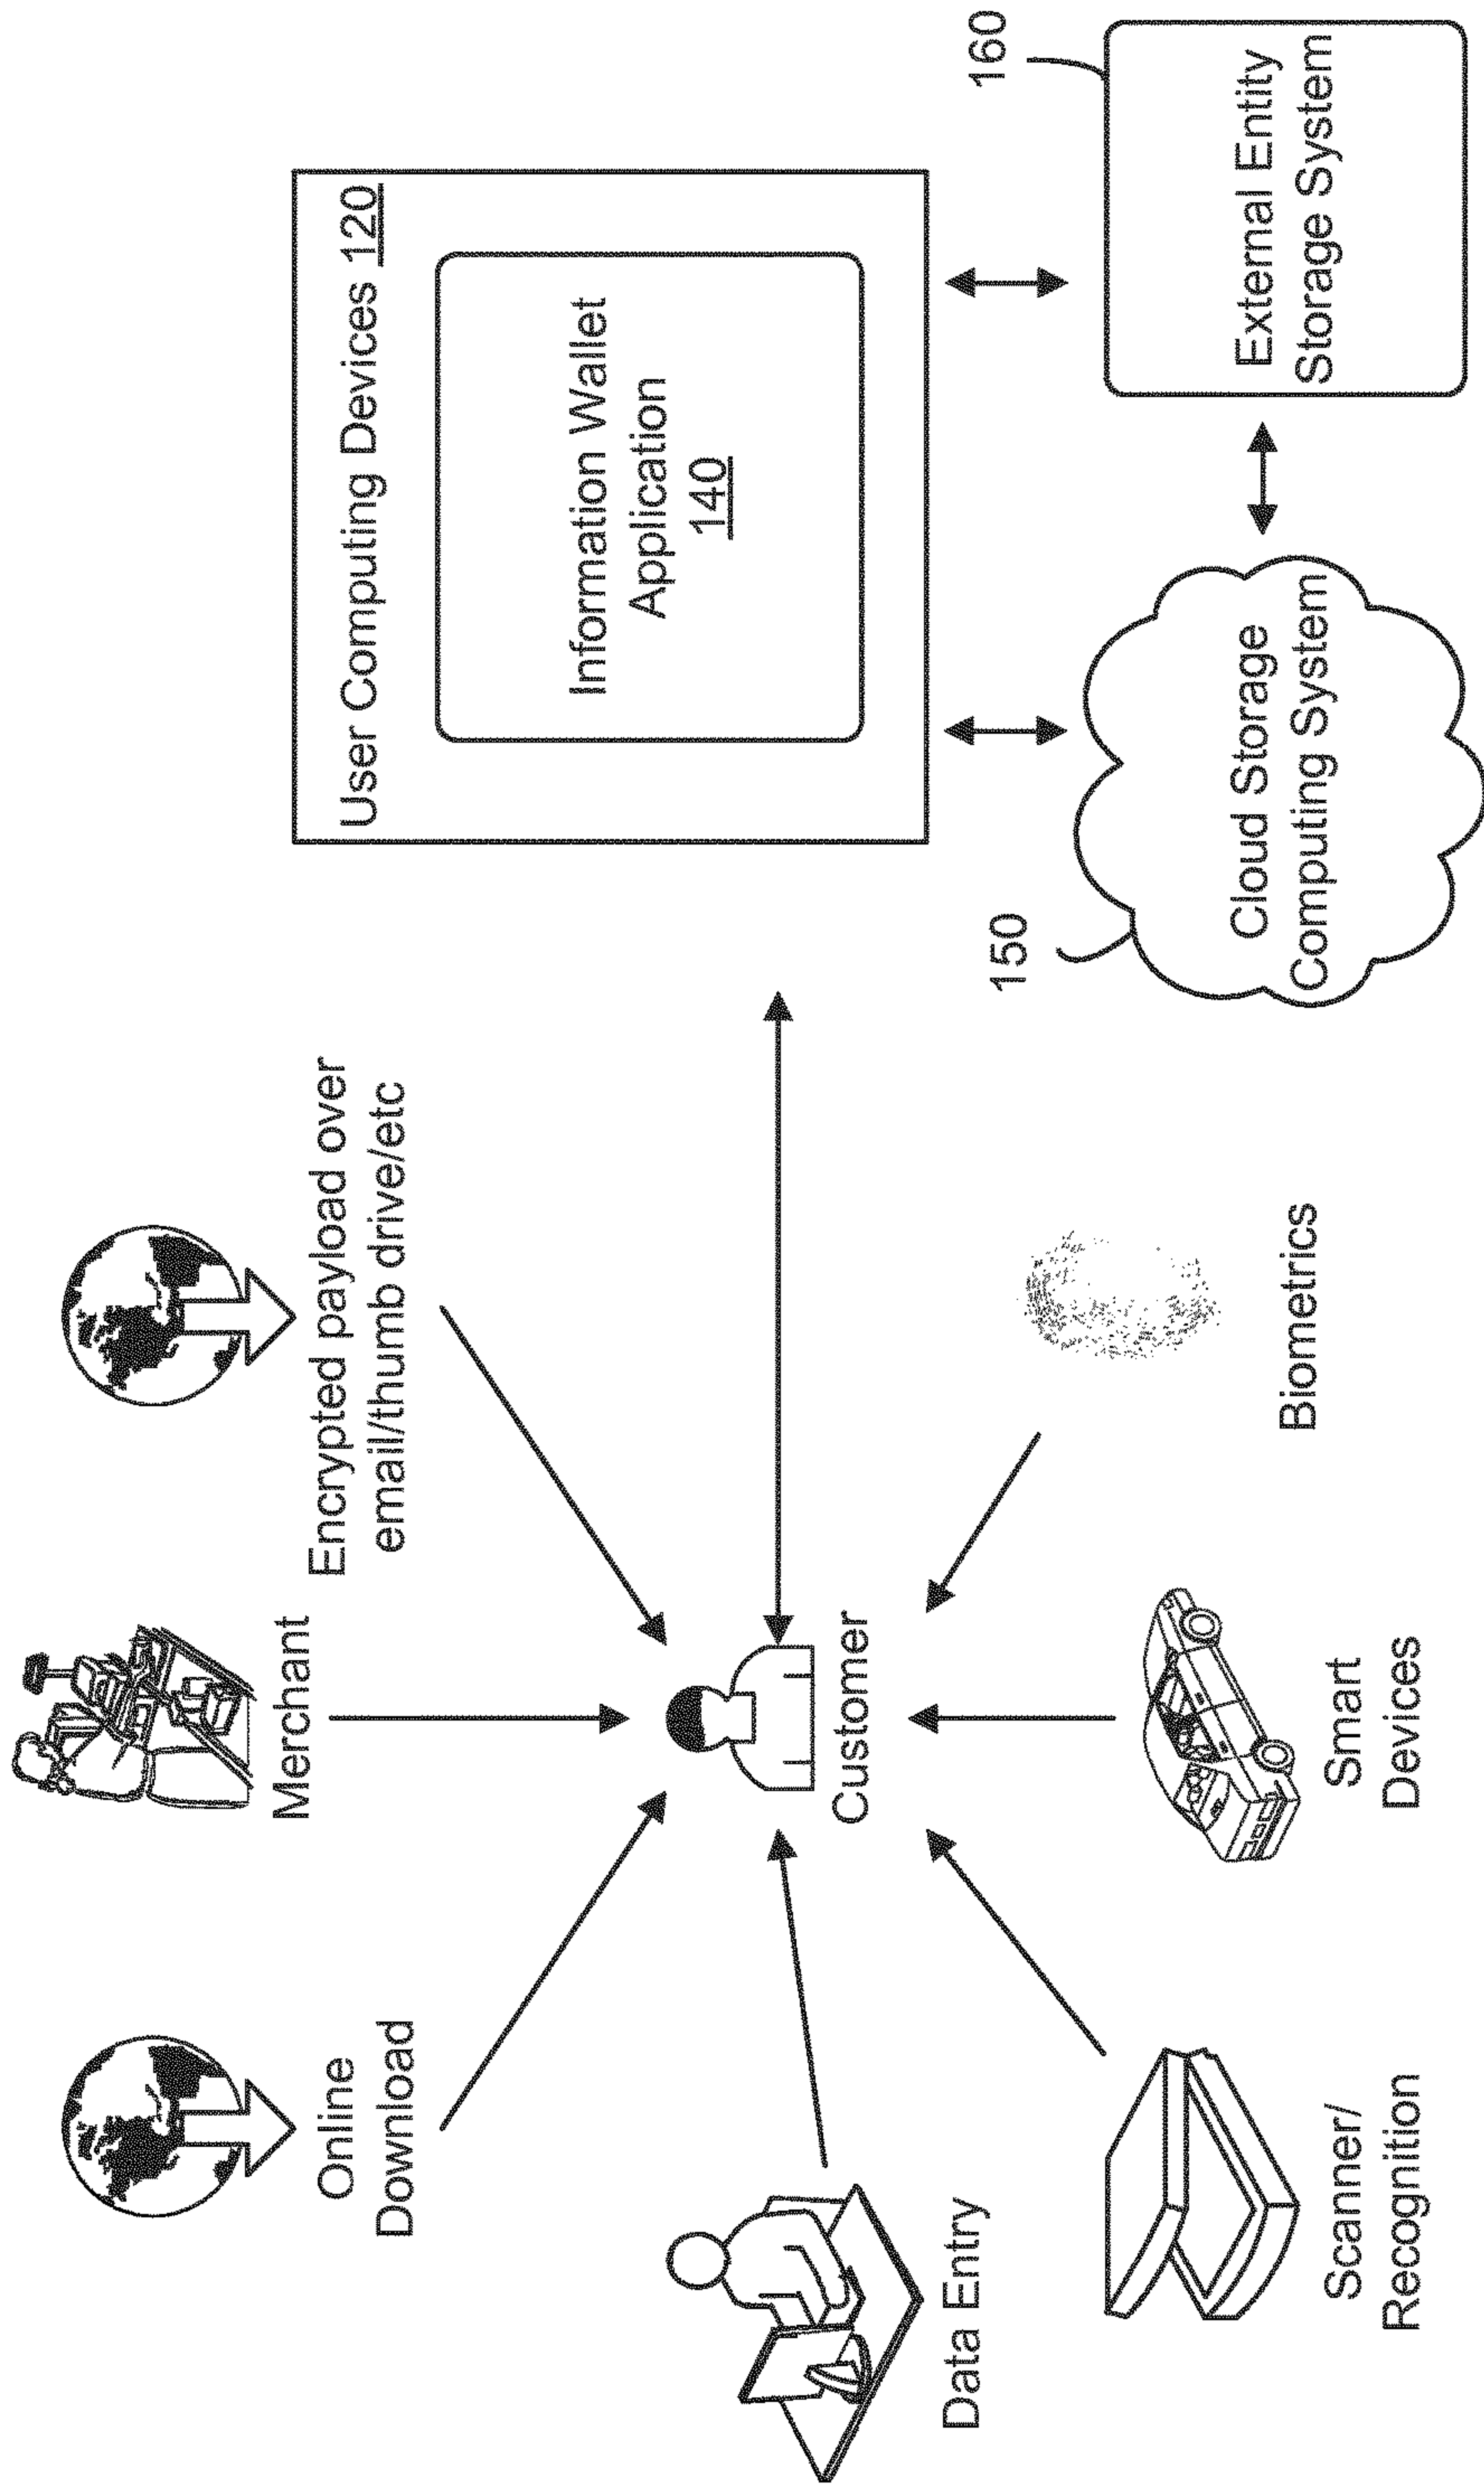 Online
Download
Merchant
Encrypted payload over
email/thumb drive/etc
User Computing Devices 120
Information Wallet
Application
140
Data Entry
Customer
150
160
Scanner/
Recognition
Smart
Devices
Biometrics
Cloud Storage
Computing System
External Entity
Storage System